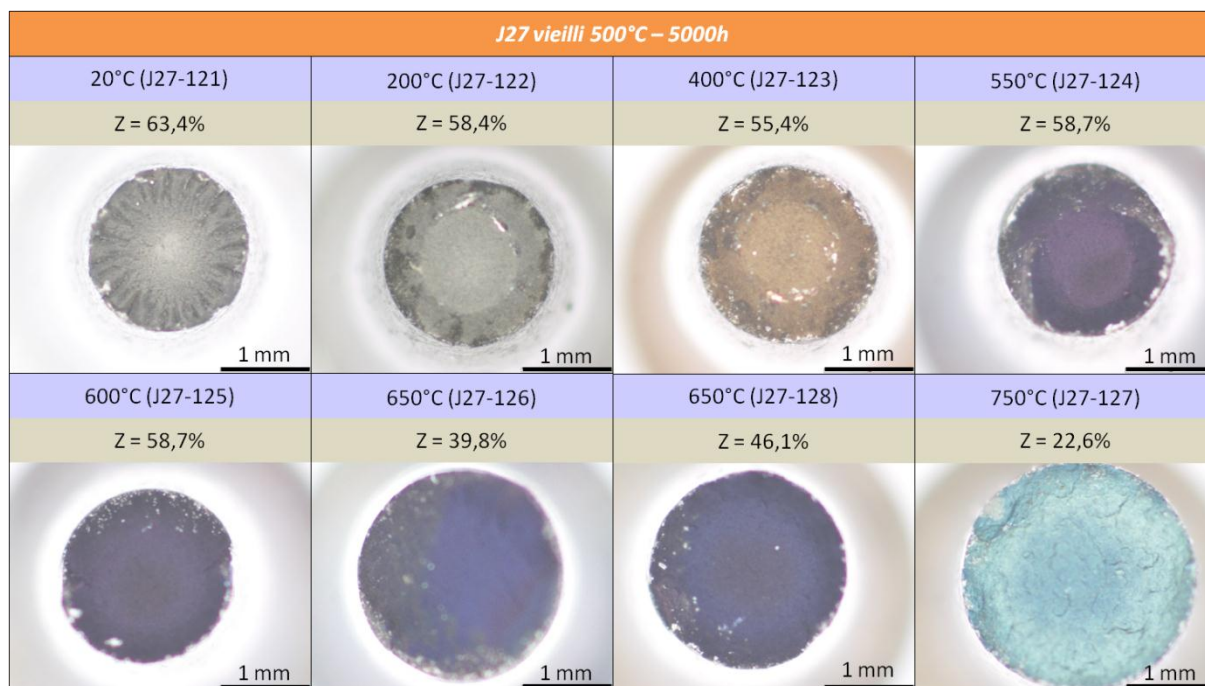 J27 vieilli 500°C – 5000h
20°C (J27-121) 200°C (J27-122) 400°C (J27-123) 550°C (J27-124)
Z = 63,4% Z = 58,4% Z = 55,4% Z = 58,7%
1 mm 1 mm 1 mm 1 mm
600°C (J27-125) 650°C (J27-126) 650°C (J27-128) 750°C (J27-127)
Z = 58,7% Z = 39,8% Z = 46,1% Z = 22,6%
1 mm 1 mm 1 mm 1 mm